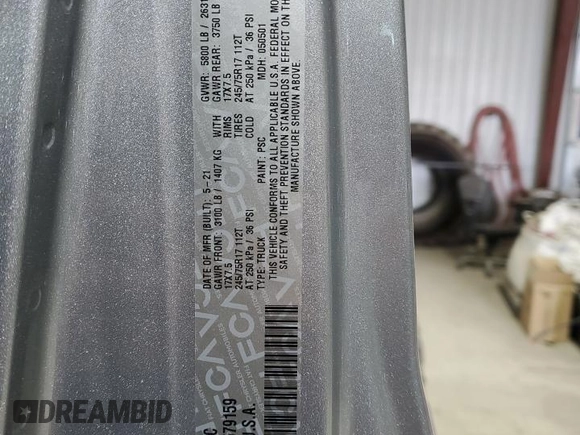 DATE OF MFR (BUILT): 5-21 GVWR: 5800 LB / 2631
GAWR FRONT: 3100 LB / 1407 KG WITH GAWR REAR: 3750 LB
17X7.5 RIMS 17X7.5
245/75R17 112T TIRES 245/75R17 112T
AT 250 kPa / 36 PSI COLD AT 250 kPa / 36 PSI
TYPE: TRUCK PAINT: PSC MDH: 050501
THIS VEHICLE CONFORMS TO ALL APPLICABLE U.S.A. FEDERAL MO
SAFETY AND THEFT PREVENTION STANDARDS IN EFFECT ON THE
MANUFACTURE SHOWN ABOVE.
C
79159
U.S.A.
FCA
DREAMBID